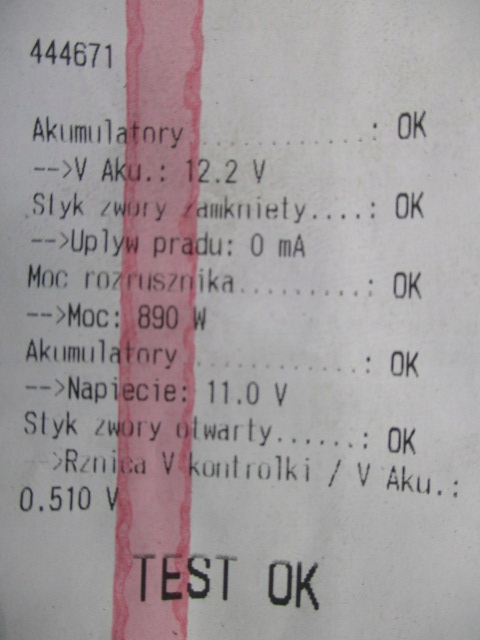 444671
Akumulatory ............: OK
-->V Aku.: 12.2 V
Styk zwory zamkniety....: OK
-->Uplyw pradu: 0 mA
Moc rozrusznika.........: OK
-->Moc: 890 W
Akumulatory ............: OK
-->Napiecie: 11.0 V
Styk zwory otwarty......: OK
->Rznica V kontrolki / V Aku.:
0.510 V
TEST OK